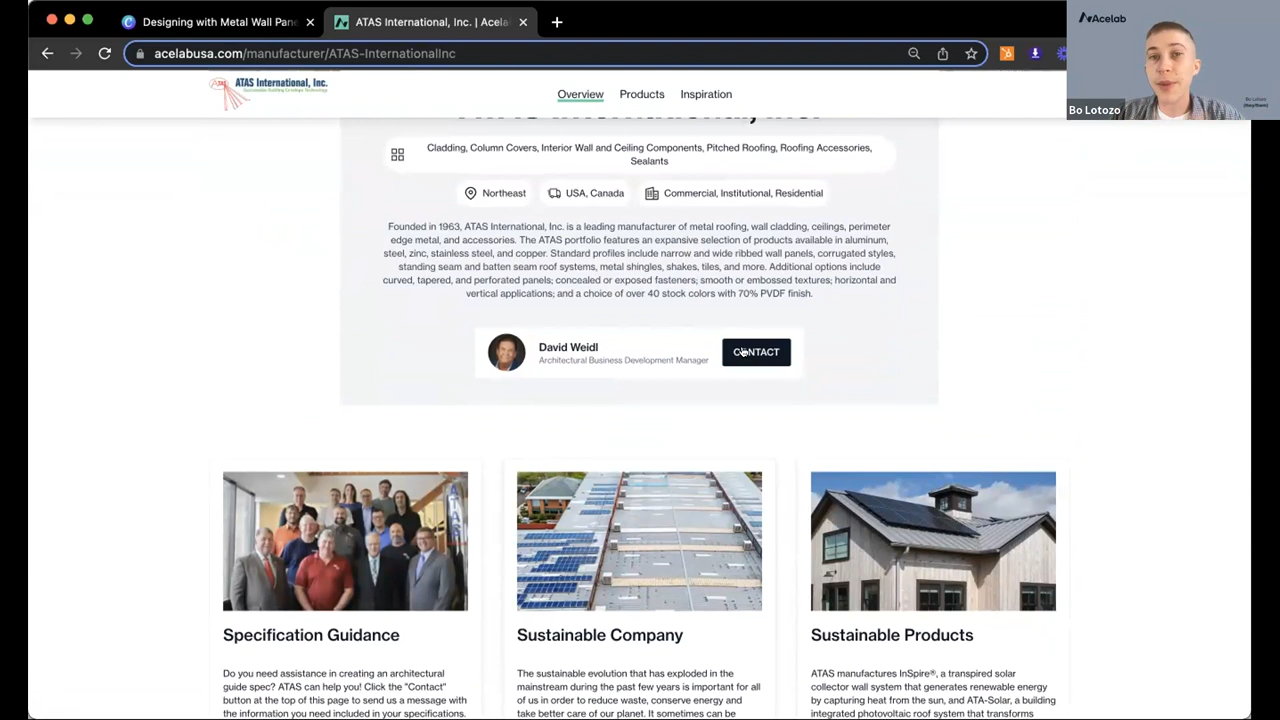 Designing with Metal Wall Pane
ATAS International, Inc. | Acela
acelabusa.com/manufacturer/ATAS-InternationalInc
Acelab
Bo Lotozo
(they/them)
Bo Lotozo
ATAS International, Inc.
Sustainable Building Envelope Technology
Overview
Products
Inspiration
Cladding, Column Covers, Interior Wall and Ceiling Components, Pitched Roofing, Roofing Accessories,
Sealants
Northeast
USA, Canada
Commercial, Institutional, Residential
Founded in 1963, ATAS International, Inc. is a leading manufacturer of metal roofing, wall cladding, ceilings, perimeter
edge metal, and accessories. The ATAS portfolio features an expansive selection of products available in aluminum,
steel, zinc, stainless steel, and copper. Standard profiles include narrow and wide ribbed wall panels, corrugated styles,
standing seam and batten seam roof systems, metal shingles, shakes, tiles, and more. Additional options include
curved, tapered, and perforated panels; concealed or exposed fasteners; smooth or embossed textures; horizontal and
vertical applications; and a choice of over 40 stock colors with 70% PVDF finish.
David Weidl
Architectural Business Development Manager
CONTACT
Specification Guidance
Do you need assistance in creating an architectural
guide spec? ATAS can help you! Click the "Contact"
button at the top of this page to send us a message with
the information you need included in your specifications.
Sustainable Company
The sustainable evolution that has exploded in the
mainstream during the past few years is important for all
of us in order to reduce waste, conserve energy and
take better care of our planet. It sometimes can be
Sustainable Products
ATAS manufactures InSpire®, a transpired solar
collector wall system that generates renewable energy
by capturing heat from the sun, and ATA-Solar, a building
integrated photovoltaic roof system that transforms